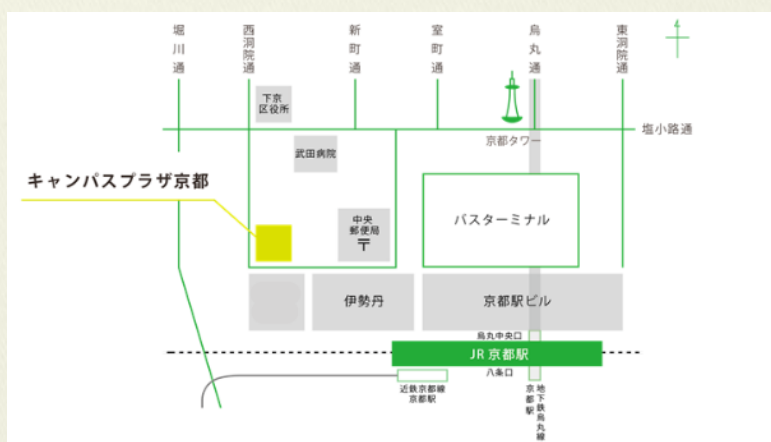 堀川通
西洞院通
新町通
室町通
烏丸通
東洞院通
下京
区役所
塩小路通
京都タワー
武田病院
キャンパスプラザ京都
中央
郵便局
〒
バスターミナル
伊勢丹
京都駅ビル
烏丸中央口
JR 京都駅
八条口
近鉄京都線
京都駅
地下鉄烏丸線
京都駅